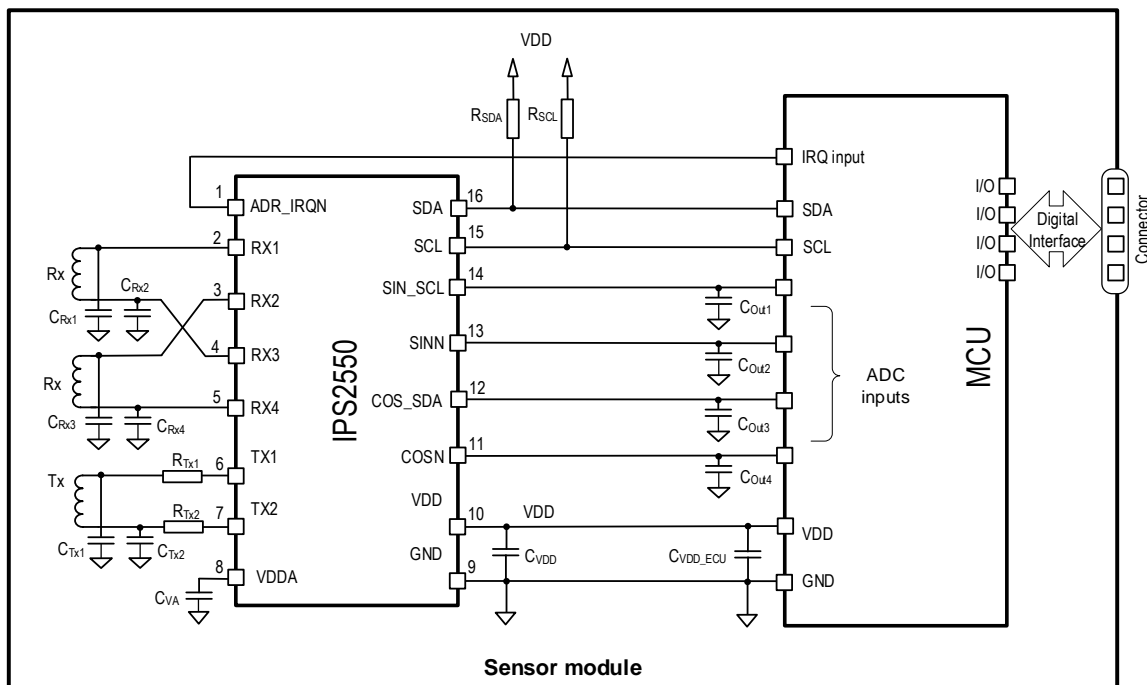 VDD
RSDA
RSCL
IRQ input
1
ADR_IRQN
SDA
16
SDA
I/O
I/O
I/O
I/O
Digital
Interface
Connector
2
RX1
SCL
15
SCL
Rx
CRx1
CRx2
3
RX2
SIN_SCL
14
COut1
4
RX3
SINN
13
COut2
Rx
CRx3
CRx4
5
RX4
COS_SDA
12
COut3
IPS2550
ADC
inputs
MCU
TX1
6
RTx1
COSN
11
COut4
Tx
CTx1
CTx2
RTx2
TX2
7
VDD
10
VDD
CVDD
CVDD_ECU
VDD
8
VDDA
CVA
GND
9
GND
Sensor module